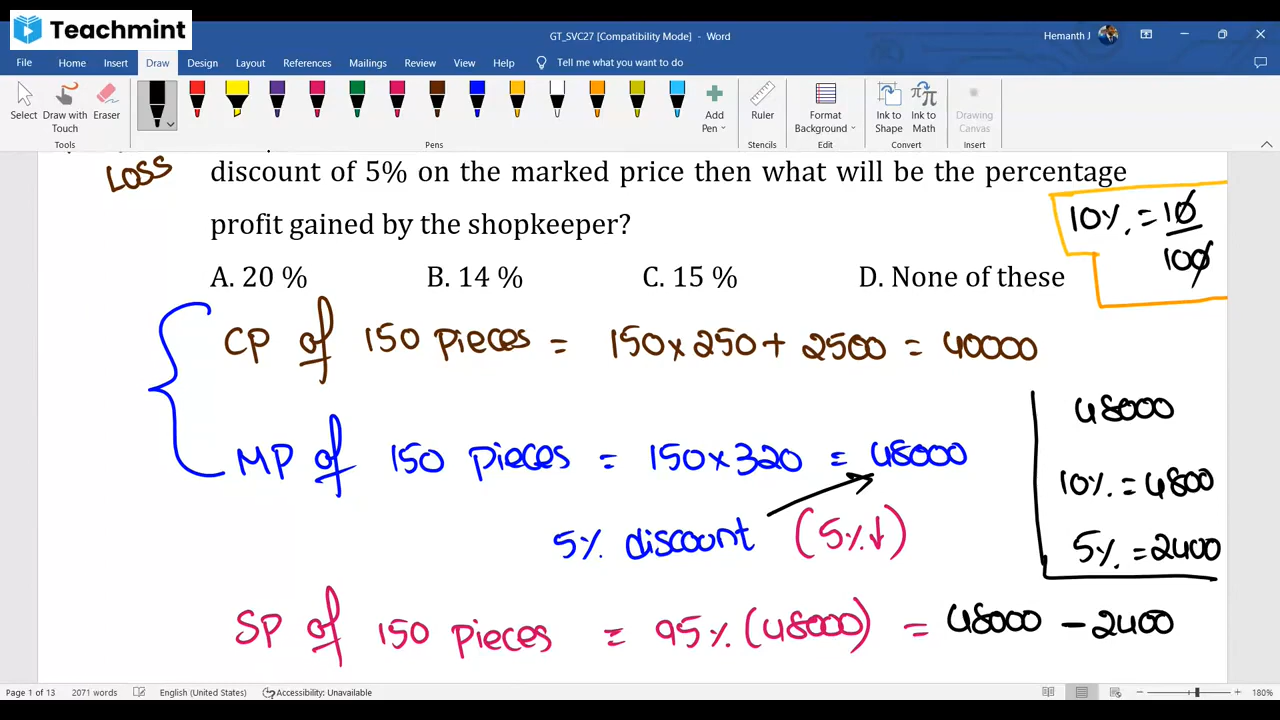 Teachmint
GT_SVC27 [Compatibility Mode] - Word
Hemanth J
File Home Insert Draw Design Layout References Mailings Review View Help Tell me what you want to do
Select Draw with Touch Eraser Add Pen Ruler Format Background Ink to Shape Ink to Math Drawing Canvas
Tools Pens Stencils Edit Convert Insert
LOSS
discount of 5% on the marked price then what will be the percentage
profit gained by the shopkeeper?
10% = 10/100
A. 20 % B. 14 % C. 15 % D. None of these
CP of 150 pieces = 150×250+ 2500 = 40000
48000
MP of 150 pieces = 150×320 = 48000
10% = 4800
5% discount (5%↓)
5% = 2400
SP of 150 pieces = 95% (48000) = 48000 - 2400
Page 1 of 13 2071 words English (United States) Accessibility: Unavailable 180%